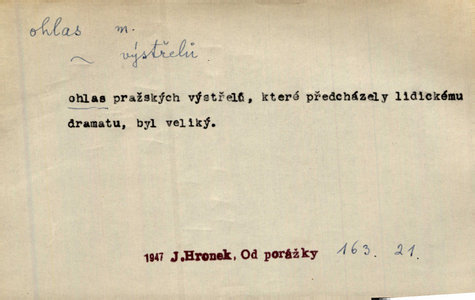 ohlas m.
~ výstřelů
ohlas pražských výstřelů, které předcházely lidickému
dramatu, byl veliký.
1947 J.Hronek, Od porážky 163. 21.